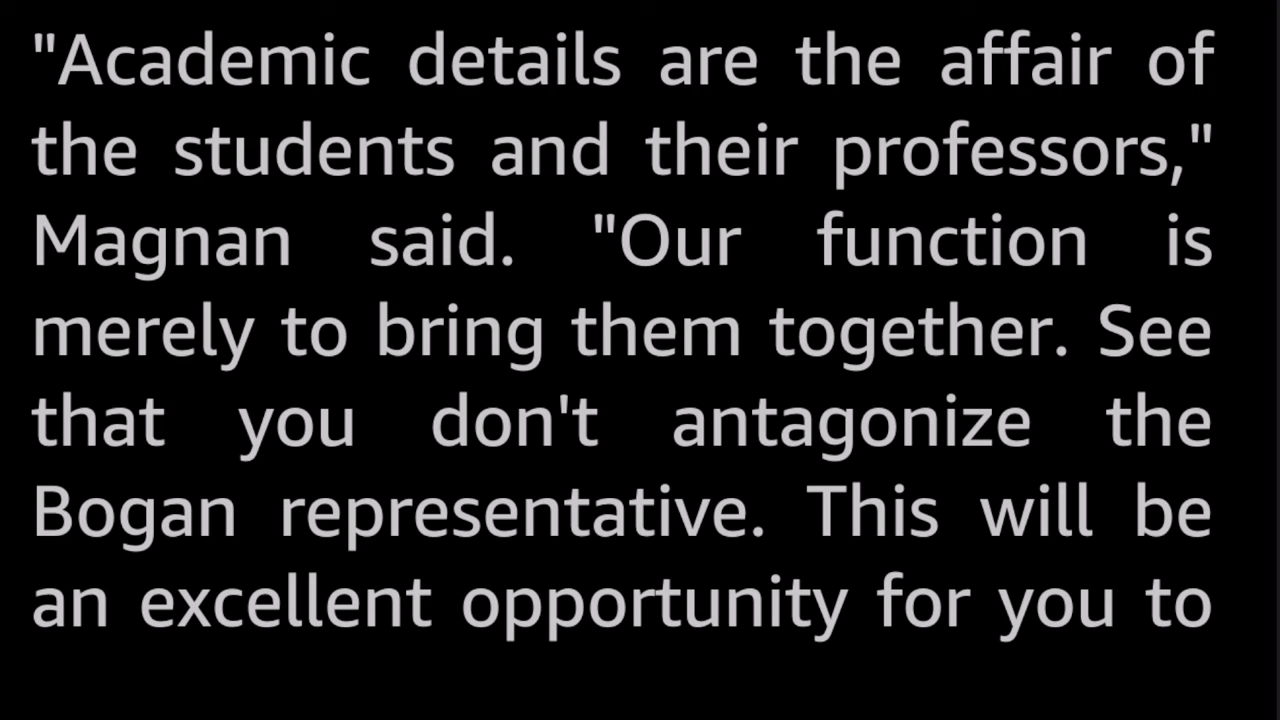 "Academic details are the affair of
the students and their professors,"
Magnan said. "Our function is
merely to bring them together. See
that you don't antagonize the
Bogan representative. This will be
an excellent opportunity for you to